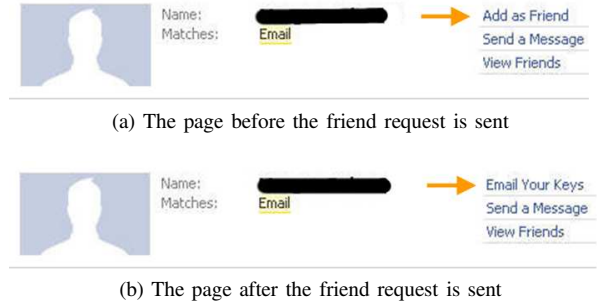 Name: Add as Friend
Matches: Email Send a Message
View Friends
(a) The page before the friend request is sent
Name: Email Your Keys
Matches: Email Send a Message
View Friends
(b) The page after the friend request is sent